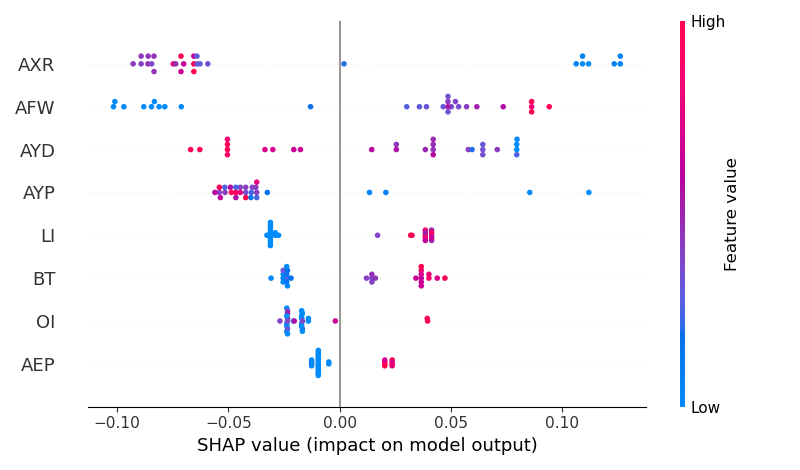 High
AXR
AFW
AYD
AYP
LI
BT
OI
AEP
Feature value
Low
−0.10 −0.05 0.00 0.05 0.10
SHAP value (impact on model output)